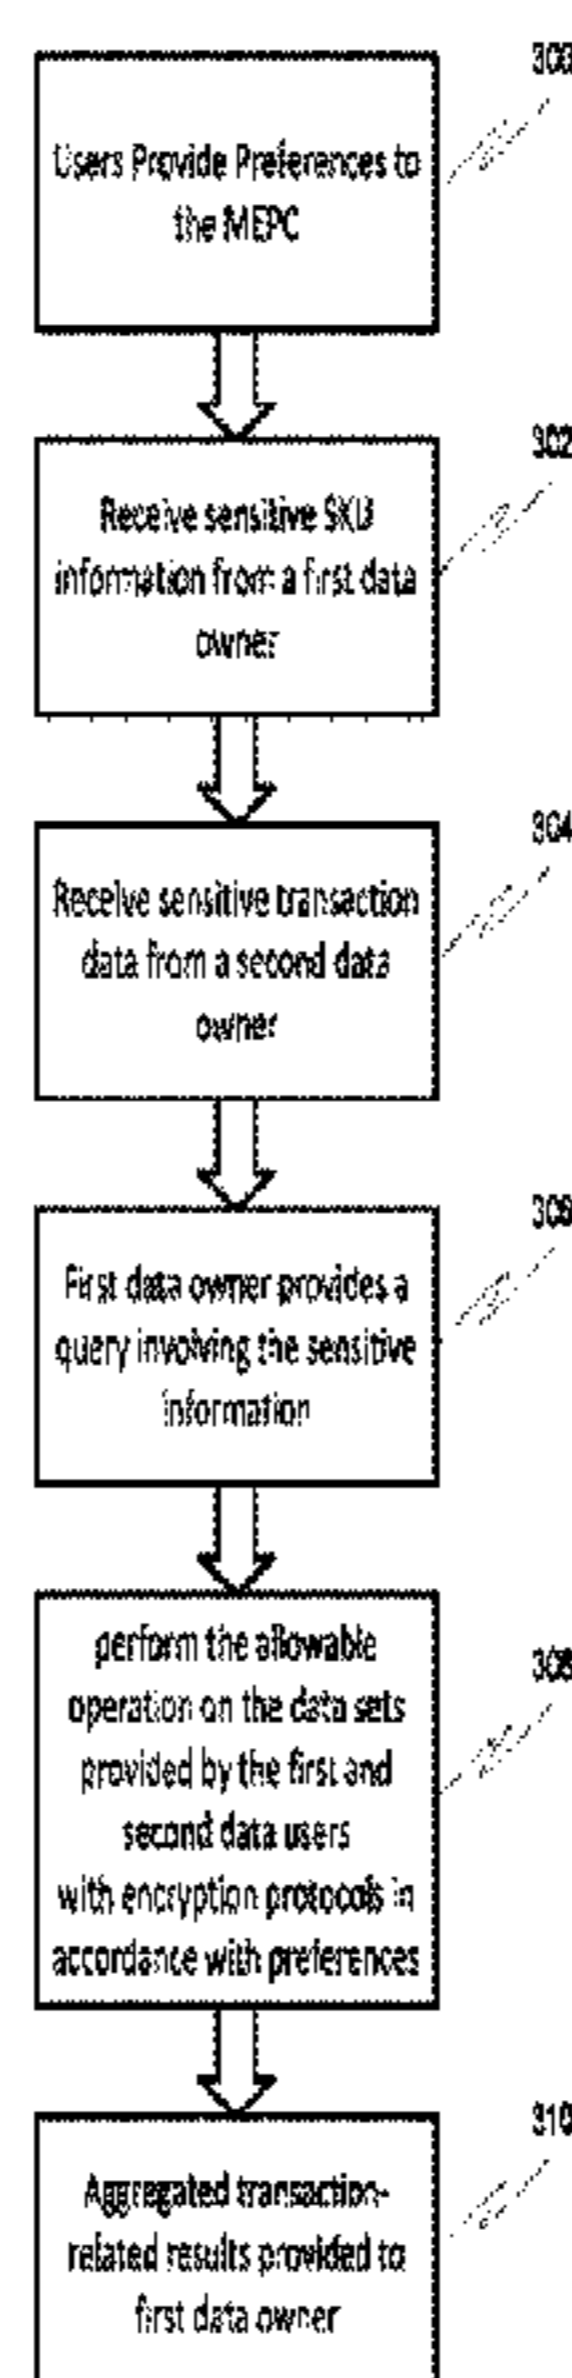 300
Users Provide Preferences to
the MEPC
302
Receive sensitive SKU
information from a first data
owner
304
Receive sensitive transaction
data from a second data
owner
306
First data owner provides a
query involving the sensitive
information
308
perform the allowable
operation on the data sets
provided by the first and
second data users
with encryption protocols in
accordance with preferences
310
Aggregated transaction-
related results provided to
first data owner